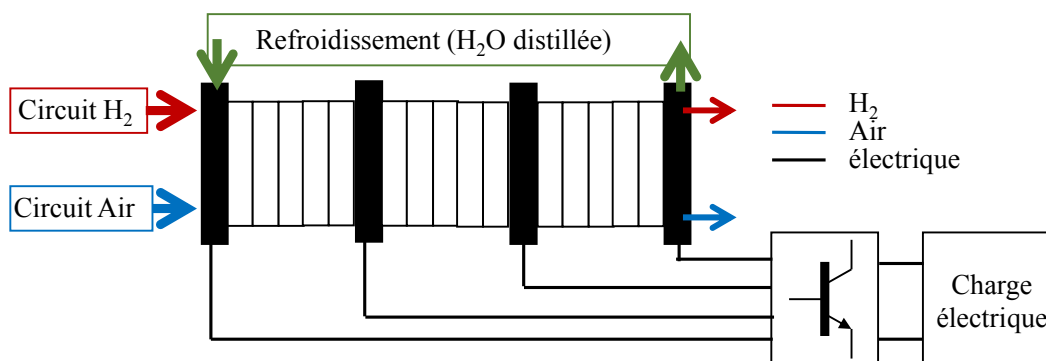 Refroidissement (H₂O distillée)
Circuit H₂
Circuit Air
H₂
Air
électrique
Charge
électrique